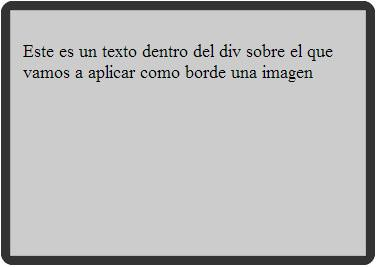 Este es un texto dentro del div sobre el que
vamos a aplicar como borde una imagen